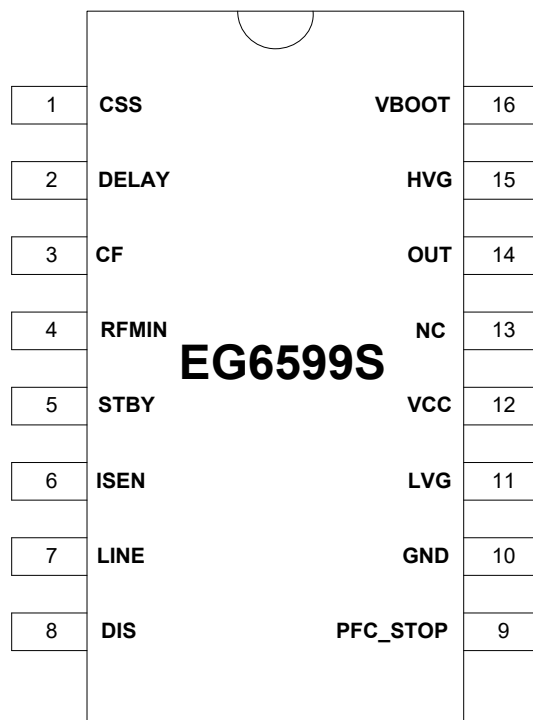 1 CSS VBOOT 16
2 DELAY HVG 15
3 CF OUT 14
4 RFMIN NC 13
EG6599S
5 STBY VCC 12
6 ISEN LVG 11
7 LINE GND 10
8 DIS PFC_STOP 9